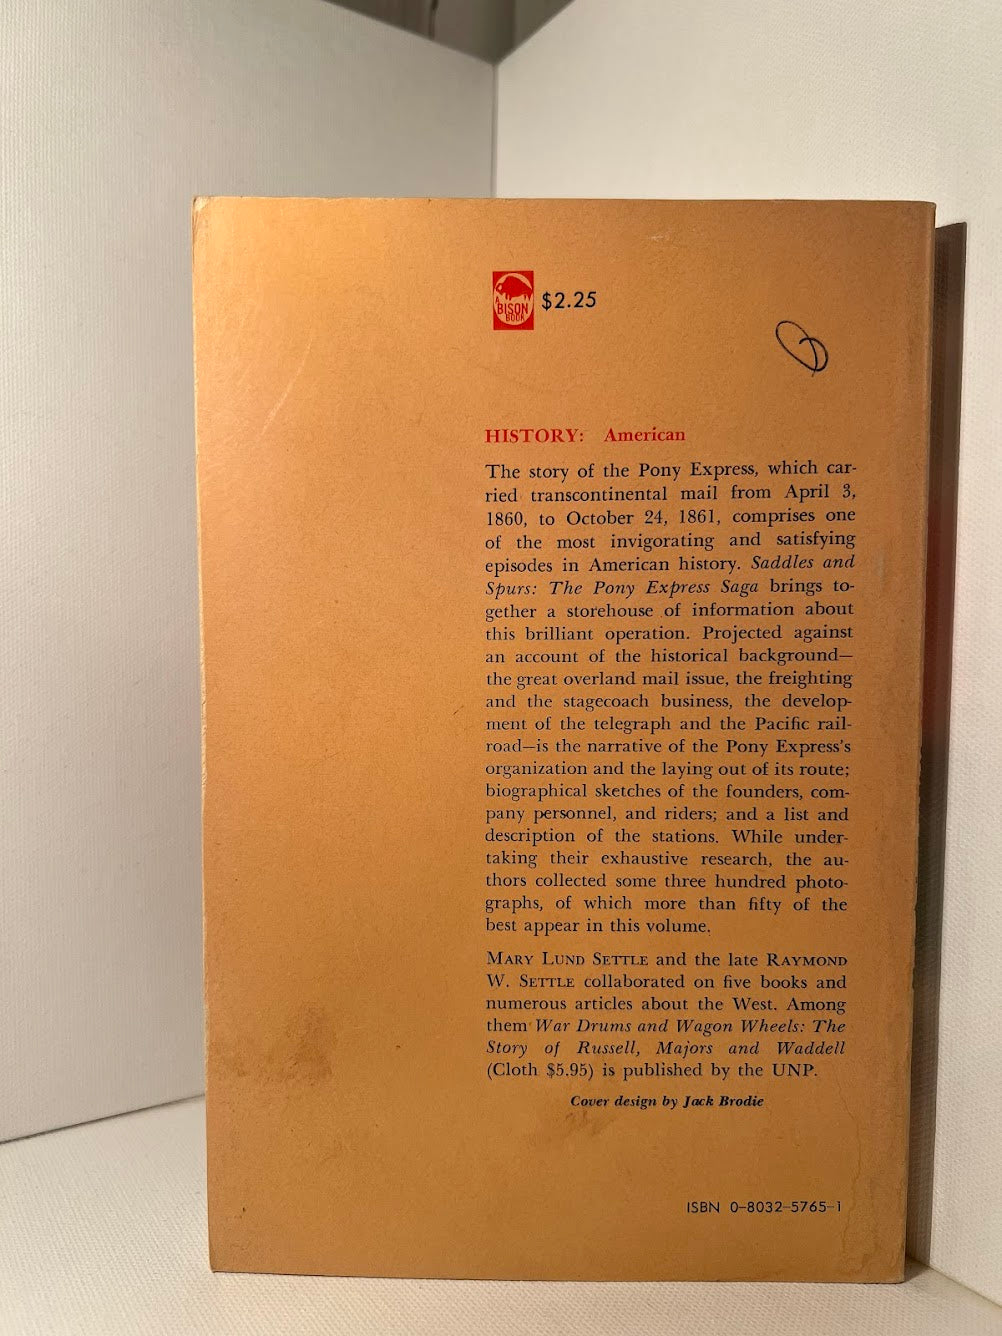 A
BISON
BOOK
$2.25
HISTORY: American
The story of the Pony Express, which car-
ried transcontinental mail from April 3,
1860, to October 24, 1861, comprises one
of the most invigorating and satisfying
episodes in American history. Saddles and
Spurs: The Pony Express Saga brings to-
gether a storehouse of information about
this brilliant operation. Projected against
an account of the historical background—
the great overland mail issue, the freighting
and the stagecoach business, the develop-
ment of the telegraph and the Pacific rail-
road—is the narrative of the Pony Express's
organization and the laying out of its route;
biographical sketches of the founders, com-
pany personnel, and riders; and a list and
description of the stations. While under-
taking their exhaustive research, the au-
thors collected some three hundred photo-
graphs, of which more than fifty of the
best appear in this volume.
MARY LUND SETTLE and the late RAYMOND
W. SETTLE collaborated on five books and
numerous articles about the West. Among
them War Drums and Wagon Wheels: The
Story of Russell, Majors and Waddell
(Cloth $5.95) is published by the UNP.
Cover design by Jack Brodie
ISBN 0-8032-5765-1